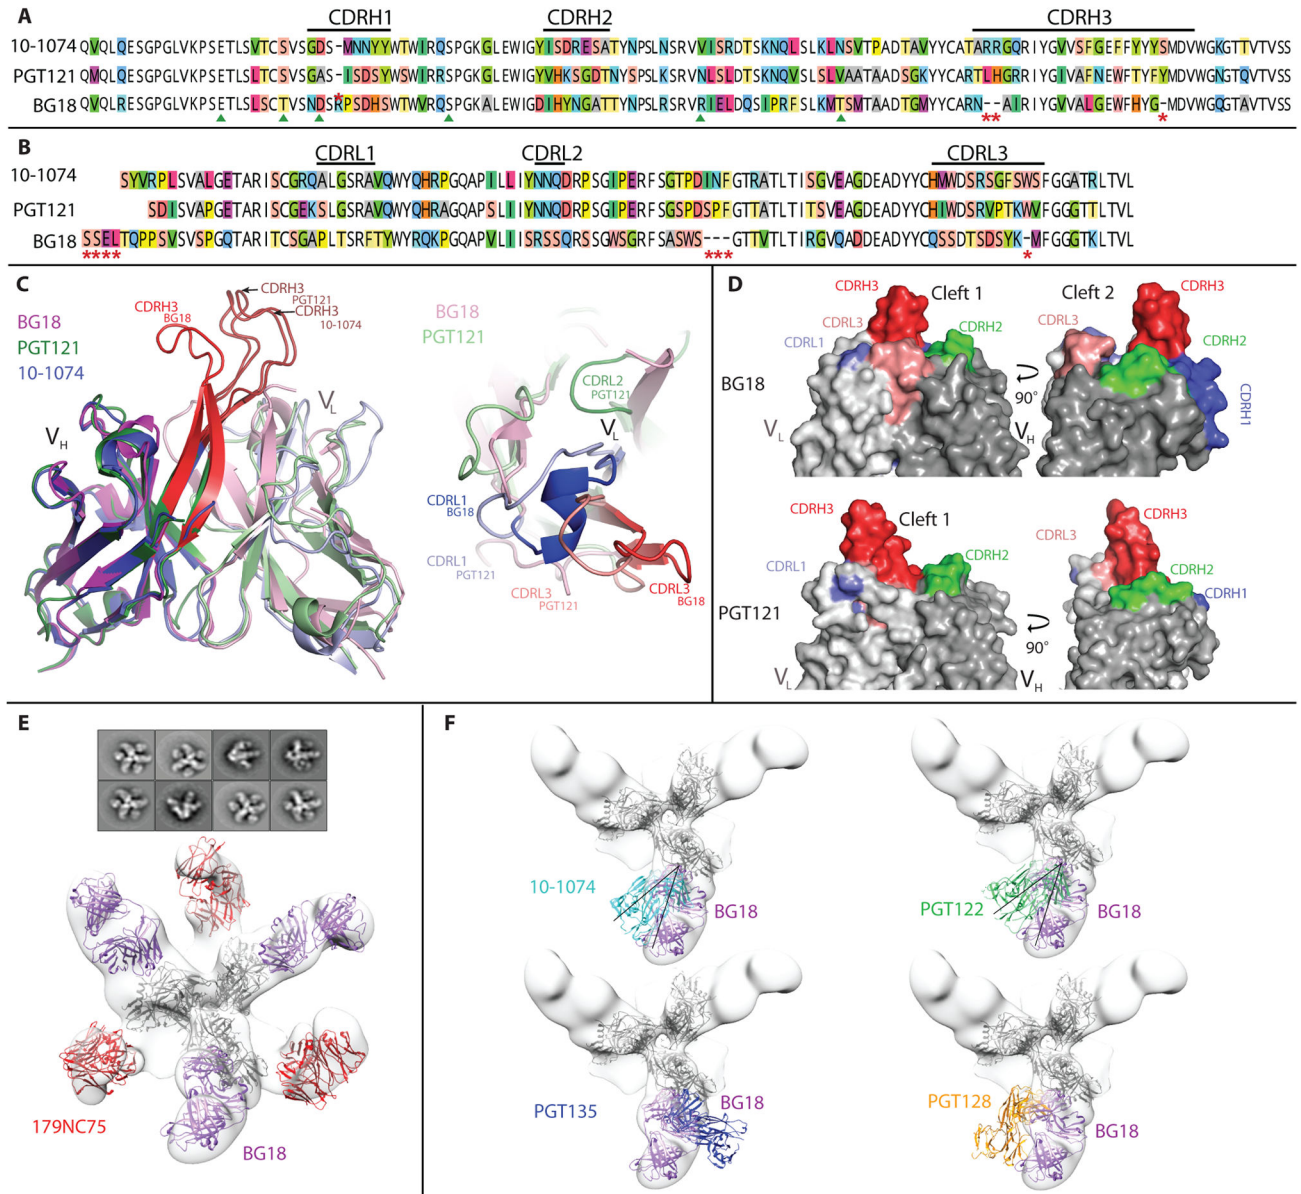 A
CDRH1 CDRH2 CDRH3
10-1074 QVQLQESGPGLVKPSETLSVTCSVSGDS-MNNYYWTWIRQSPGKGLEWIGYISDRESATYNPSLNSRVVISRDTSKNQLSLKLNSVTPADTAVYYCATARRGQRIYGVVSFGEFFYYYSMDVWGKGTTVTVSS
PGT121 QMQLQESGPGLVKPSETLSLTCSVSGAS-ISDSYWSWIRRSPGKGLEWIGYVHKSGDTNYSPSLKSRVNLSLDTSKNQVSLSLVAATAADSGKYYCARTLHGRRIYGIVAFNEWFTYFYMDVWGNGTQVTVSS
BG18 QVQLRESGPGLVKPSETLSLSCTVSNDSRPSDHSWTWVRQSPGKALEWIGDIHYNGATTYNPSLRSRVRIELDQSIPRFSLKMTSMTAADTGMYYCARN--AIRIYGVVALGEWFHYG-MDVWGQGTAVTVSS
*
** *
B
CDRL1 CDRL2 CDRL3
10-1074 SYVRPLSVALGETARISCGRQALGSRAVQWYQHRPGQAPILLIYNNQDRPSGIPERFSGTPDINFGTRATLTISGVEAGDEADYYCHMWDSRSGFSWSFGGATRLTVL
PGT121 SDISVAPGETARISCGEKSLGSRAVQWYQHRAGQAPSLIIYNNQDRPSGIPERFSGSPDSPFGTTATLTITSVEAGDEADYYCHIWDSRVPTKWVFGGGTTLTVL
BG18 SSELTQPPSVSVSPGQTARITCSGAPLTSRFTYWYRQKPGQAPVLIISRSSQRSSGWSGRFSASWS---GTTVTLTIRGVQADDEADYYCQSSDTSDSYK-MFGGGTKLTVL
**** *** *
C
BG18
PGT121
10-1074
CDRH3
BG18
CDRH3
PGT121
CDRH3
10-1074
VH
VL
BG18
PGT121
CDRL2
PGT121
VL
CDRL1
BG18
CDRL1
PGT121
CDRL3
PGT121
CDRL3
BG18
D
CDRH3 Cleft 1
CDRL3
CDRL1
CDRH2
BG18
VL
VH
90°
Cleft 2 CDRH3
CDRL3
CDRH2
CDRH1
CDRH3
Cleft 1
CDRL1
CDRH2
PGT121
VL
VH
90°
CDRH3
CDRL3
CDRH2
CDRH1
E
179NC75
BG18
F
10-1074
BG18
PGT122
BG18
PGT135
BG18
PGT128
BG18